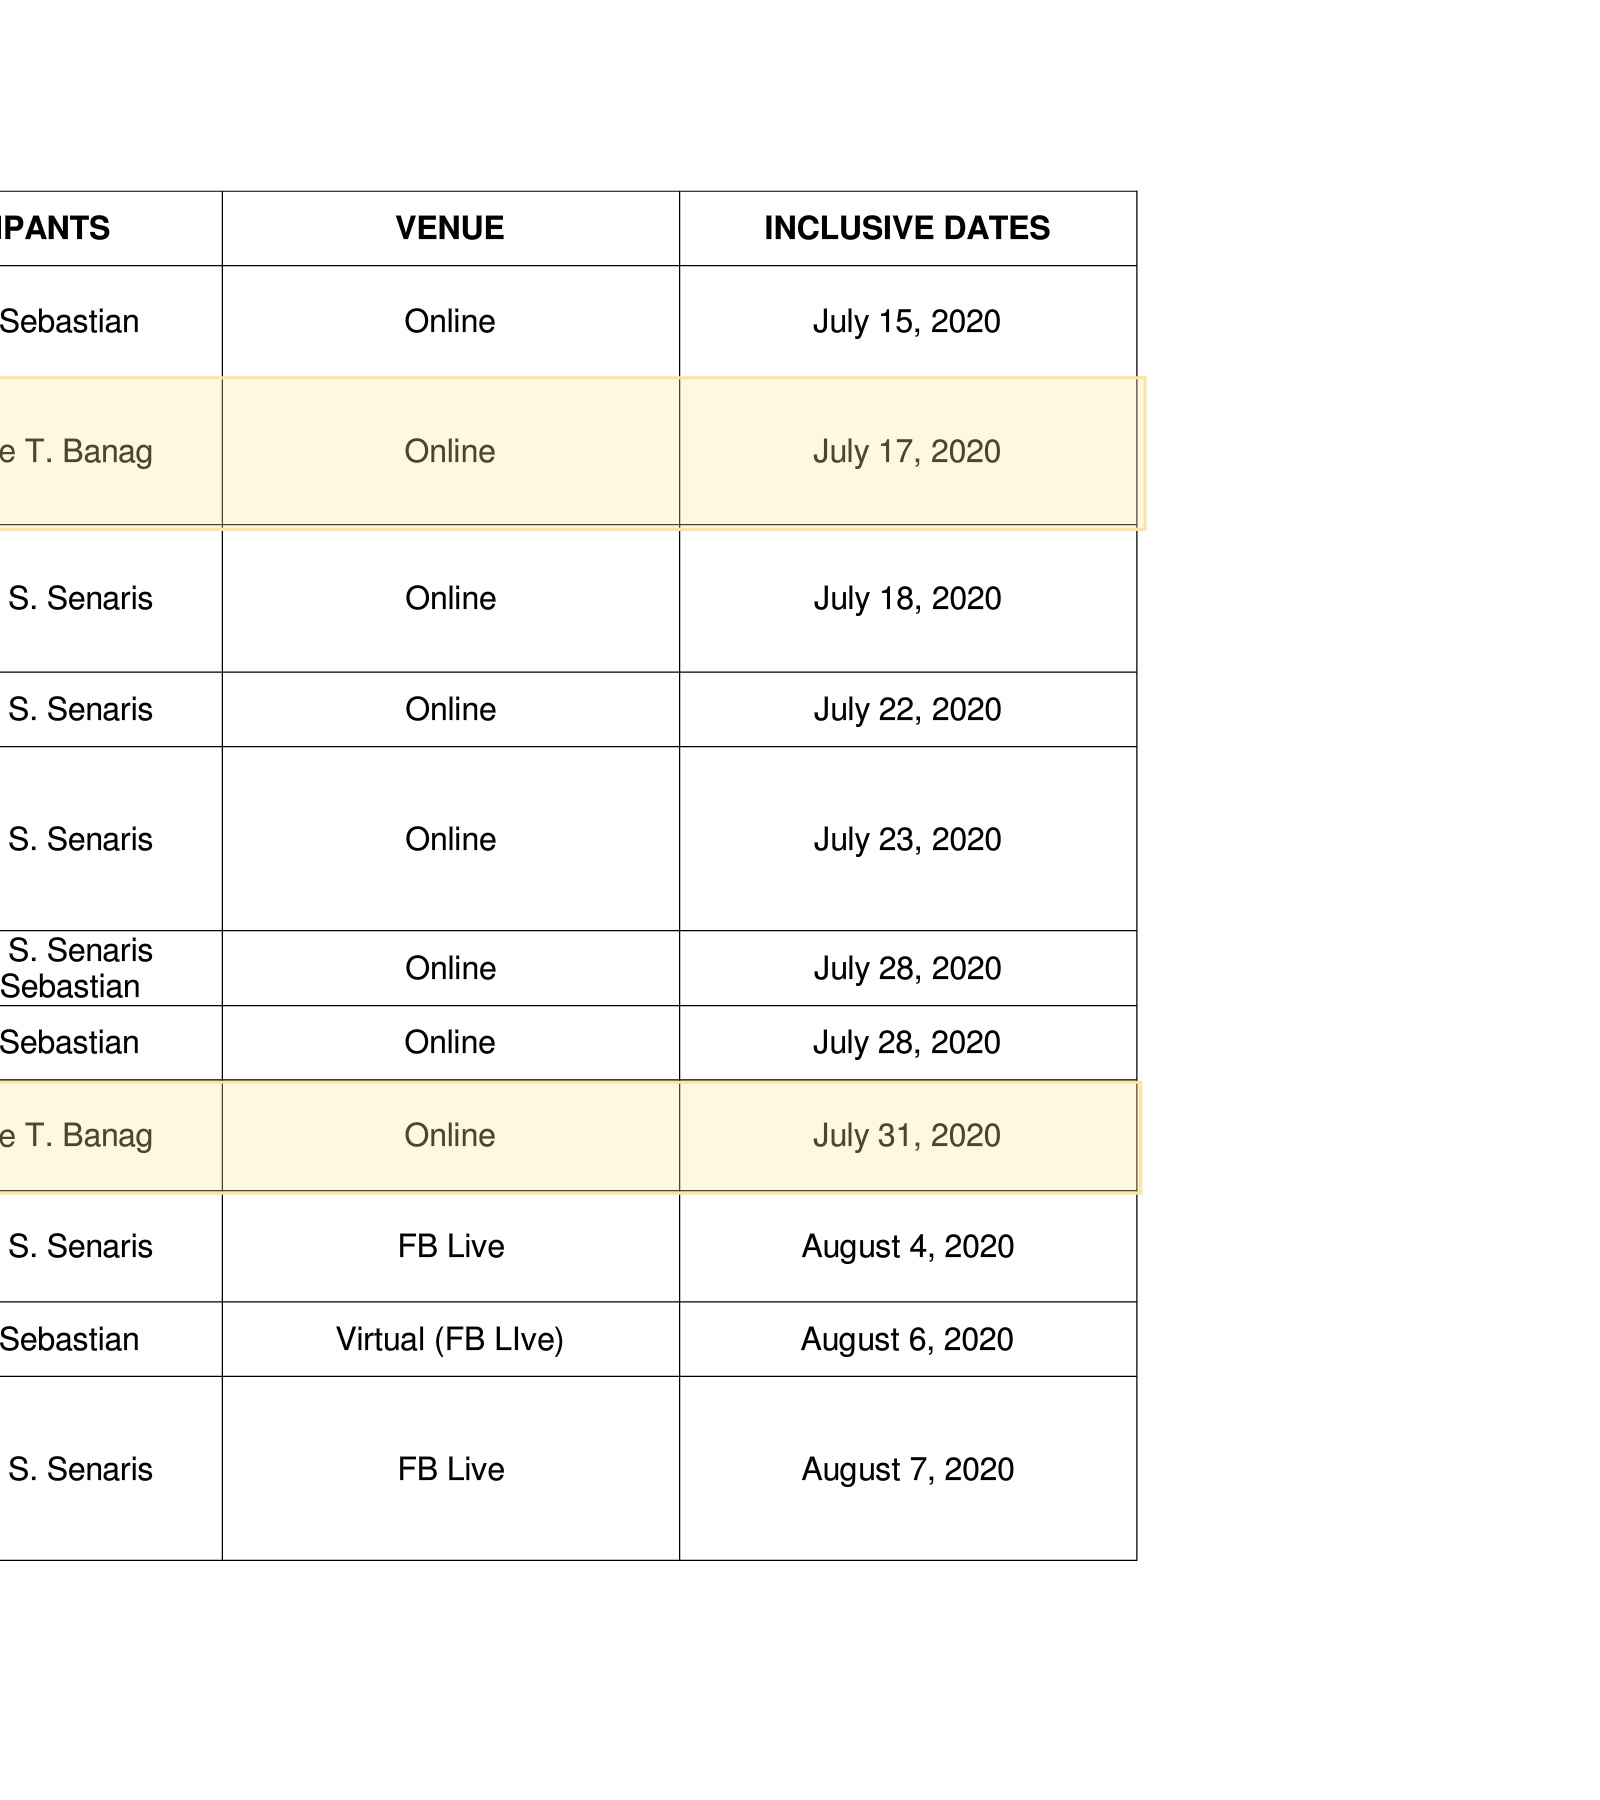 IPANTS VENUE INCLUSIVE DATES
Sebastian Online July 15, 2020
e T. Banag Online July 17, 2020
S. Senaris Online July 18, 2020
S. Senaris Online July 22, 2020
S. Senaris Online July 23, 2020
S. Senaris
Sebastian Online July 28, 2020
Sebastian Online July 28, 2020
e T. Banag Online July 31, 2020
S. Senaris FB Live August 4, 2020
Sebastian Virtual (FB LIve) August 6, 2020
S. Senaris FB Live August 7, 2020